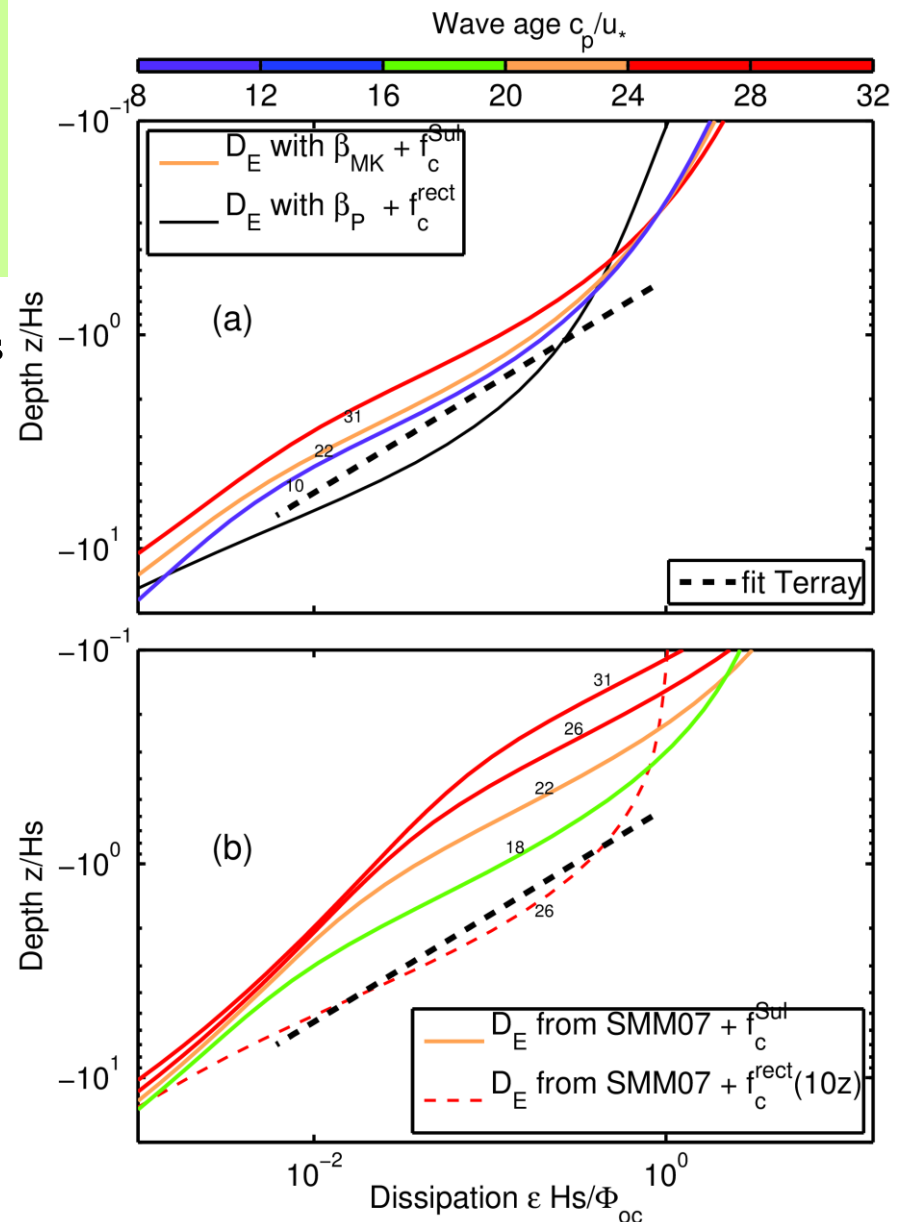 Wave age c_p/u_*
8 12 16 20 24 28 32
−10^−1
D_E with β_MK + f_c^Sul
D_E with β_P + f_c^rect
(a)
−10^0
31
22
10
−10^1
Depth z/Hs
fit Terray
−10^−1
31
26
22
18
(b)
−10^0
26
Depth z/Hs
D_E from SMM07 + f_c^Sul
D_E from SMM07 + f_c^rect(10z)
−10^1
10^−2 10^0
Dissipation ε Hs/Φ_oc